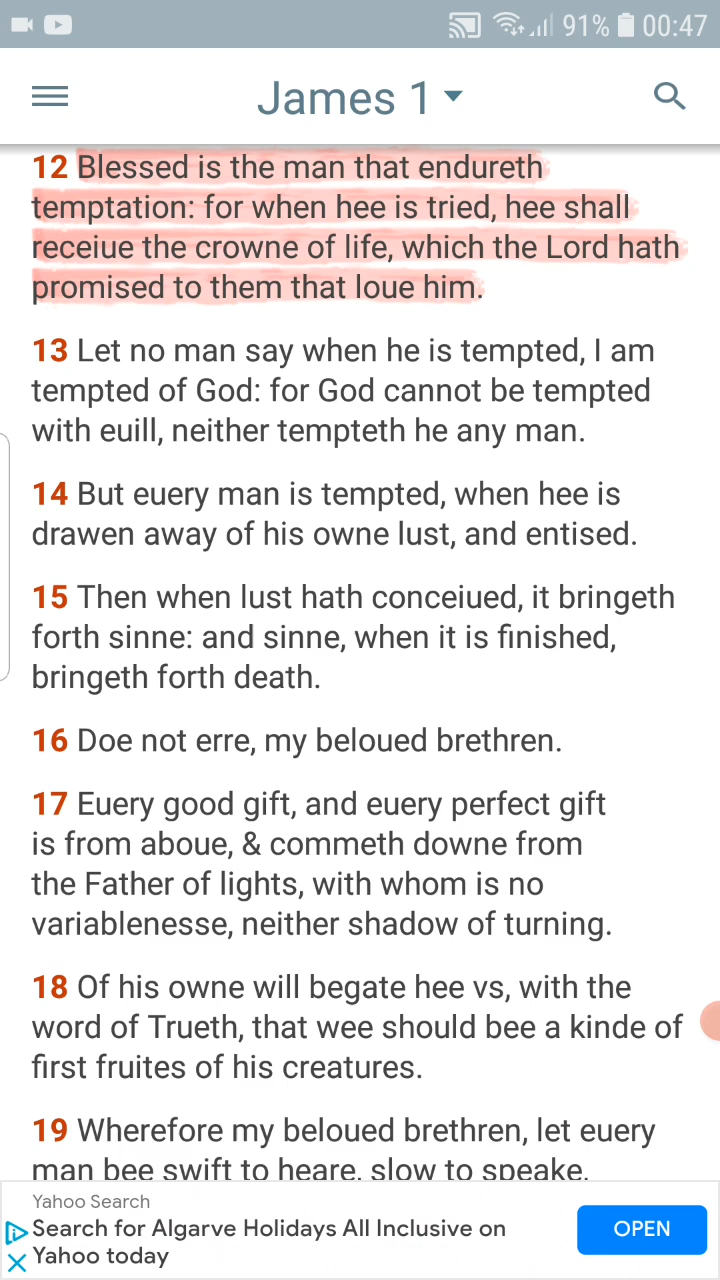 91% 00:47
James 1
12 Blessed is the man that endureth
temptation: for when hee is tried, hee shall
receiue the crowne of life, which the Lord hath
promised to them that loue him.
13 Let no man say when he is tempted, I am
tempted of God: for God cannot be tempted
with euill, neither tempteth he any man.
14 But euery man is tempted, when hee is
drawen away of his owne lust, and entised.
15 Then when lust hath conceiued, it bringeth
forth sinne: and sinne, when it is finished,
bringeth forth death.
16 Doe not erre, my beloued brethren.
17 Euery good gift, and euery perfect gift
is from aboue, & commeth downe from
the Father of lights, with whom is no
variablenesse, neither shadow of turning.
18 Of his owne will begate hee vs, with the
word of Trueth, that wee should bee a kinde of
first fruites of his creatures.
19 Wherefore my beloued brethren, let euery
man bee swift to heare, slow to speake,
Yahoo Search
Search for Algarve Holidays All Inclusive on
Yahoo today
OPEN